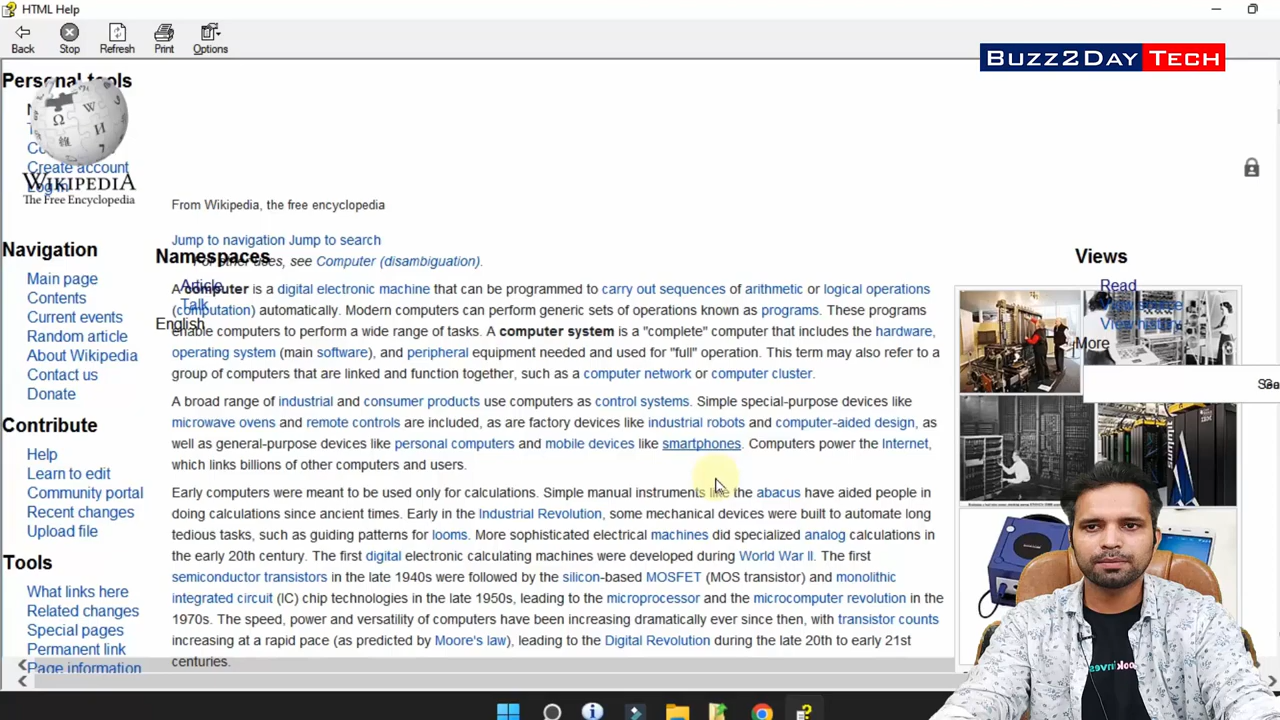 HTML Help
Back Stop Refresh Print Options
Buzz2Day Tech
Personal tools
Create account
Log in
WIKIPEDIA
The Free Encyclopedia
Navigation
Main page
Contents
Current events
Random article
About Wikipedia
Contact us
Donate
Contribute
Help
Learn to edit
Community portal
Recent changes
Upload file
Tools
What links here
Related changes
Special pages
Permanent link
Page information
From Wikipedia, the free encyclopedia
Jump to navigation Jump to search
Namespaces
Article
Talk
English
For other uses, see Computer (disambiguation).
A computer is a digital electronic machine that can be programmed to carry out sequences of arithmetic or logical operations
(computation) automatically. Modern computers can perform generic sets of operations known as programs. These programs
enable computers to perform a wide range of tasks. A computer system is a "complete" computer that includes the hardware,
operating system (main software), and peripheral equipment needed and used for "full" operation. This term may also refer to a
group of computers that are linked and function together, such as a computer network or computer cluster.
A broad range of industrial and consumer products use computers as control systems. Simple special-purpose devices like
microwave ovens and remote controls are included, as are factory devices like industrial robots and computer-aided design, as
well as general-purpose devices like personal computers and mobile devices like smartphones. Computers power the Internet,
which links billions of other computers and users.
Early computers were meant to be used only for calculations. Simple manual instruments like the abacus have aided people in
doing calculations since ancient times. Early in the Industrial Revolution, some mechanical devices were built to automate long
tedious tasks, such as guiding patterns for looms. More sophisticated electrical machines did specialized analog calculations in
the early 20th century. The first digital electronic calculating machines were developed during World War II. The first
semiconductor transistors in the late 1940s were followed by the silicon-based MOSFET (MOS transistor) and monolithic
integrated circuit (IC) chip technologies in the late 1950s, leading to the microprocessor and the microcomputer revolution in the
1970s. The speed, power and versatility of computers have been increasing dramatically ever since then, with transistor counts
increasing at a rapid pace (as predicted by Moore's law), leading to the Digital Revolution during the late 20th to early 21st
centuries.
Views
Read
View source
View history
More